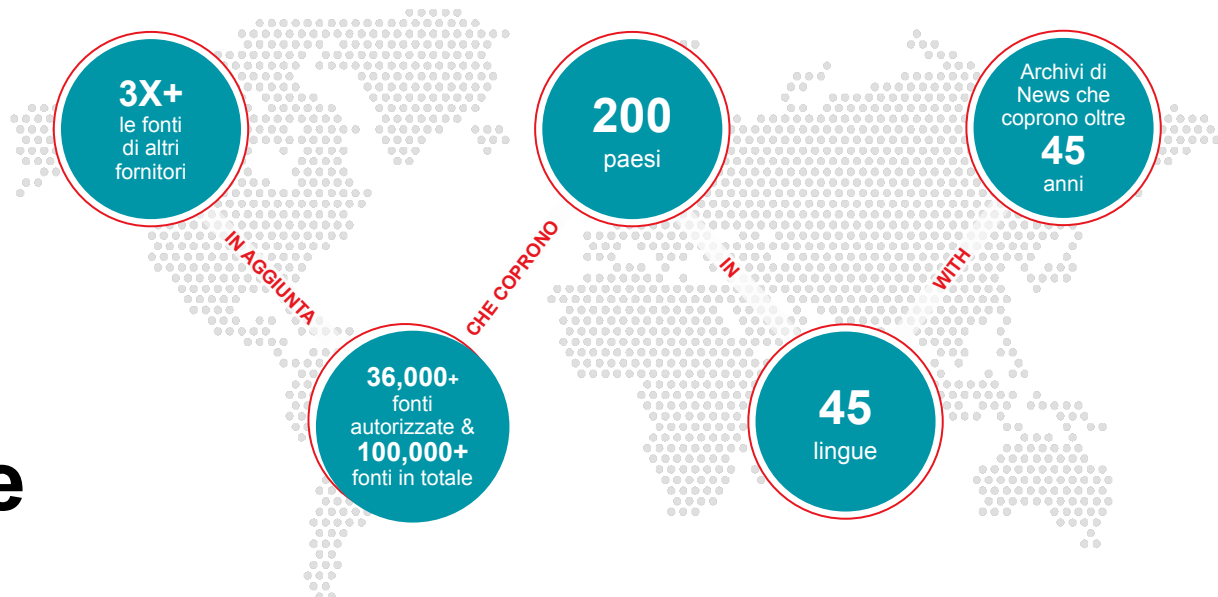 3X+
le fonti
di altri
fornitori
IN AGGIUNTA
36,000+
fonti
autorizzate &
100,000+
fonti in totale
CHE COPRONO
200
paesi
IN
45
lingue
WITH
Archivi di
News che
coprono oltre
45
anni
e